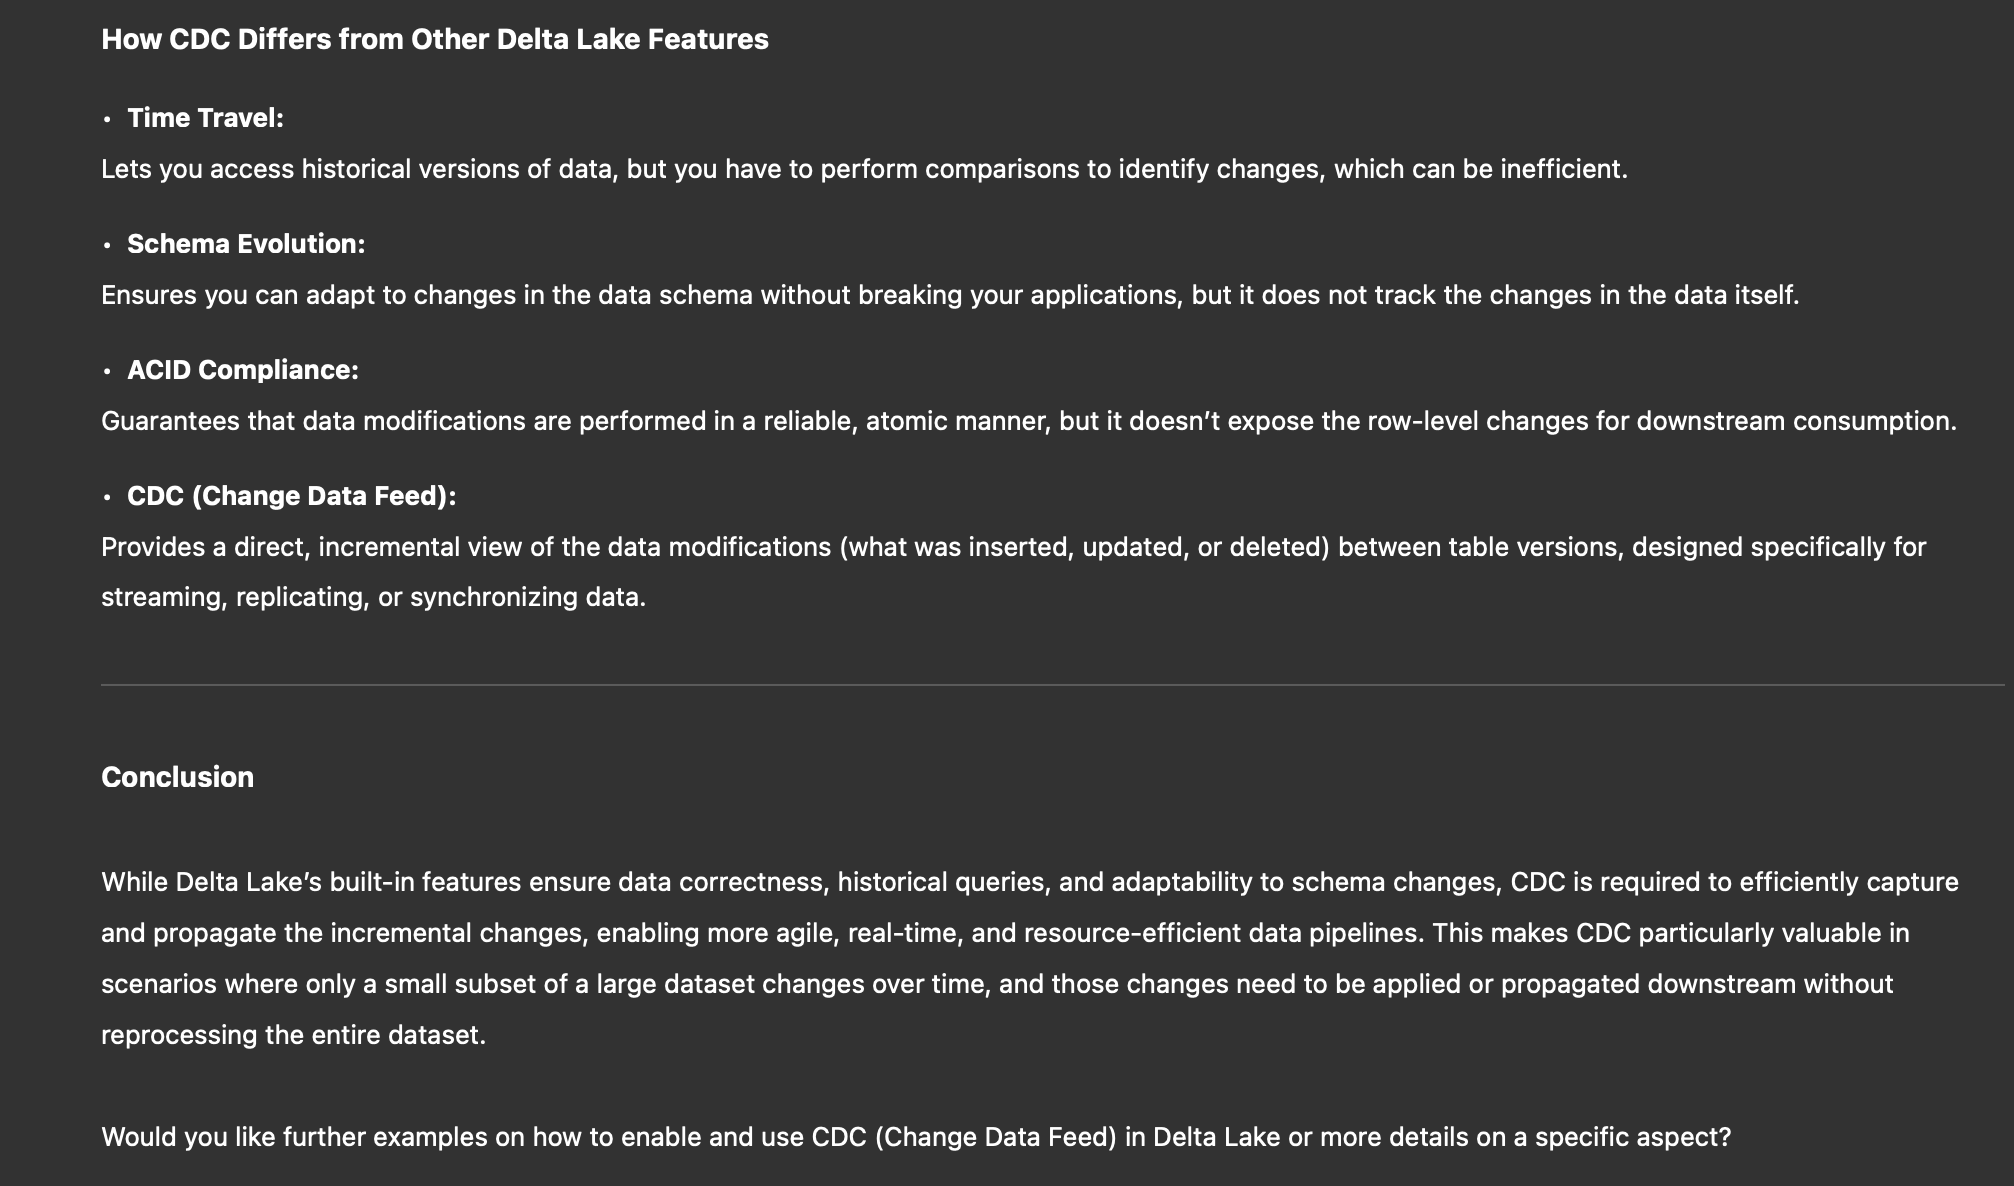 How CDC Differs from Other Delta Lake Features
• Time Travel:
Lets you access historical versions of data, but you have to perform comparisons to identify changes, which can be inefficient.
• Schema Evolution:
Ensures you can adapt to changes in the data schema without breaking your applications, but it does not track the changes in the data itself.
• ACID Compliance:
Guarantees that data modifications are performed in a reliable, atomic manner, but it doesn’t expose the row-level changes for downstream consumption.
• CDC (Change Data Feed):
Provides a direct, incremental view of the data modifications (what was inserted, updated, or deleted) between table versions, designed specifically for
streaming, replicating, or synchronizing data.
Conclusion
While Delta Lake’s built-in features ensure data correctness, historical queries, and adaptability to schema changes, CDC is required to efficiently capture
and propagate the incremental changes, enabling more agile, real-time, and resource-efficient data pipelines. This makes CDC particularly valuable in
scenarios where only a small subset of a large dataset changes over time, and those changes need to be applied or propagated downstream without
reprocessing the entire dataset.
Would you like further examples on how to enable and use CDC (Change Data Feed) in Delta Lake or more details on a specific aspect?